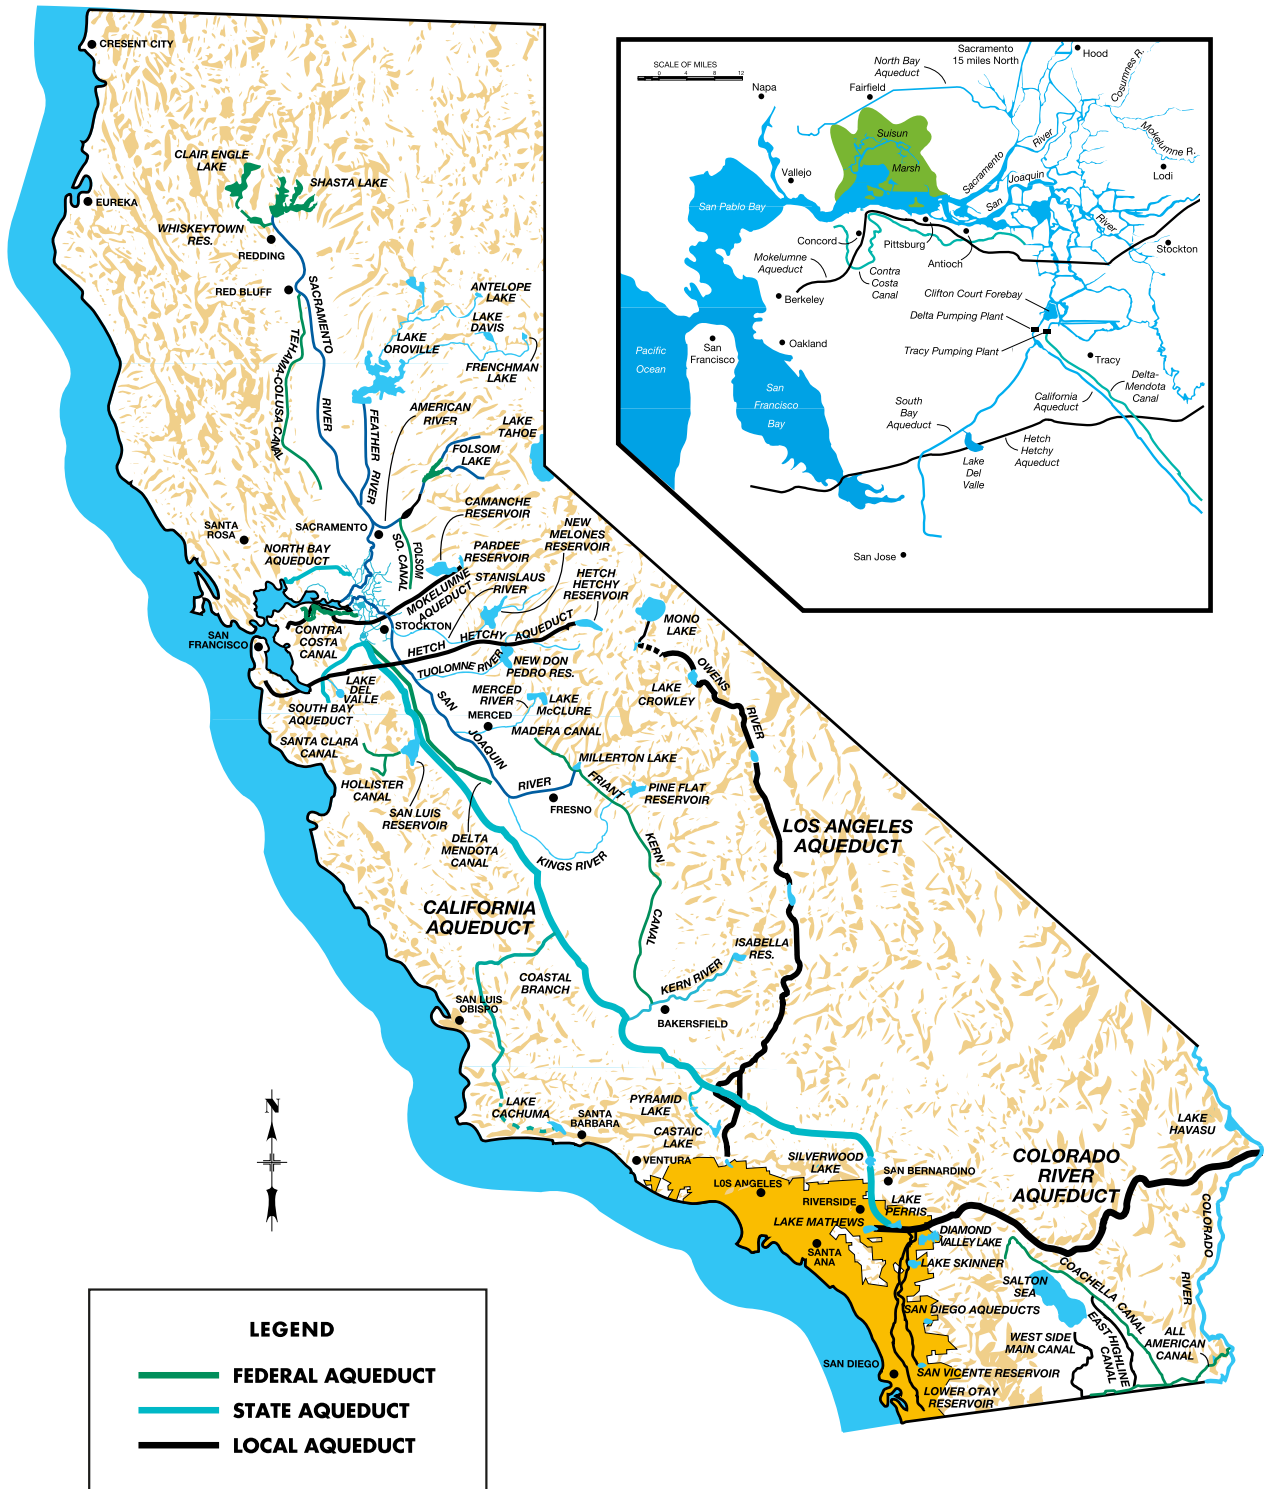 CRESENT CITY
CLAIR ENGLE
LAKE
SHASTA LAKE
EUREKA
WHISKEYTOWN
RES.
REDDING
RED BLUFF
SACRAMENTO
RIVER
TEHAMA-COLUSA CANAL
ANTELOPE
LAKE
LAKE
DAVIS
LAKE
OROVILLE
FRENCHMAN
LAKE
FEATHER RIVER
AMERICAN
RIVER
LAKE
TAHOE
FOLSOM
LAKE
CAMANCHE
RESERVOIR
NEW
MELONES
RESERVOIR
SANTA
ROSA
SACRAMENTO
NORTH BAY
AQUEDUCT
FOLSOM
SO. CANAL
PARDEE
RESERVOIR
STANISLAUS
RIVER
HETCH
HETCHY
RESERVOIR
MOKELUMNE
AQUEDUCT
MONO
LAKE
SAN
FRANCISCO
CONTRA
COSTA
CANAL
STOCKTON
HETCH HETCHY AQUEDUCT
TUOLOMNE RIVER
NEW DON
PEDRO RES.
LAKE
DEL
VALLE
SOUTH BAY
AQUEDUCT
MERCED
RIVER
LAKE
McCLURE
MERCED
LAKE
CROWLEY
OWENS
RIVER
SAN
JOAQUIN
RIVER
MADERA CANAL
SANTA CLARA
CANAL
MILLERTON LAKE
HOLLISTER
CANAL
SAN LUIS
RESERVOIR
FRIANT
KERN
CANAL
PINE FLAT
RESERVOIR
FRESNO
DELTA
MENDOTA
CANAL
KINGS RIVER
LOS ANGELES
AQUEDUCT
CALIFORNIA
AQUEDUCT
ISABELLA
RES.
COASTAL
BRANCH
KERN RIVER
SAN LUIS
OBISPO
BAKERSFIELD
N
LAKE
CACHUMA
SANTA
BARBARA
PYRAMID
LAKE
CASTAIC
LAKE
VENTURA
SILVERWOOD
LAKE
SAN BERNARDINO
COLORADO
RIVER
AQUEDUCT
LAKE
HAVASU
LOS ANGELES
RIVERSIDE
LAKE
PERRIS
LAKE MATHEWS
DIAMOND
VALLEY LAKE
SANTA
ANA
LAKE SKINNER
COLORADO
RIVER
SALTON
SEA
COACHELLA CANAL
SAN DIEGO AQUEDUCTS
WEST SIDE
MAIN CANAL
EAST HIGHLINE
CANAL
ALL
AMERICAN
CANAL
SAN DIEGO
SAN VICENTE RESERVOIR
LOWER OTAY
RESERVOIR
LEGEND
FEDERAL AQUEDUCT
STATE AQUEDUCT
LOCAL AQUEDUCT
SCALE OF MILES
0 4 8 12
Sacramento
15 miles North
Hood
Cosumnes R.
North Bay
Aqueduct
Napa
Fairfield
Suisun
Marsh
Sacramento
River
Mokelumne R.
Lodi
Vallejo
San
Joaquin
River
San Pablo Bay
Concord
Pittsburg
Antioch
Stockton
Mokelumne
Aqueduct
Contra
Costa
Canal
Berkeley
Clifton Court Forebay
Delta Pumping Plant
Tracy Pumping Plant
Oakland
San
Francisco
Pacific
Ocean
Tracy
San
Francisco
Bay
South
Bay
Aqueduct
California
Aqueduct
Delta-
Mendota
Canal
Hetch
Hetchy
Aqueduct
Lake
Del
Valle
San Jose